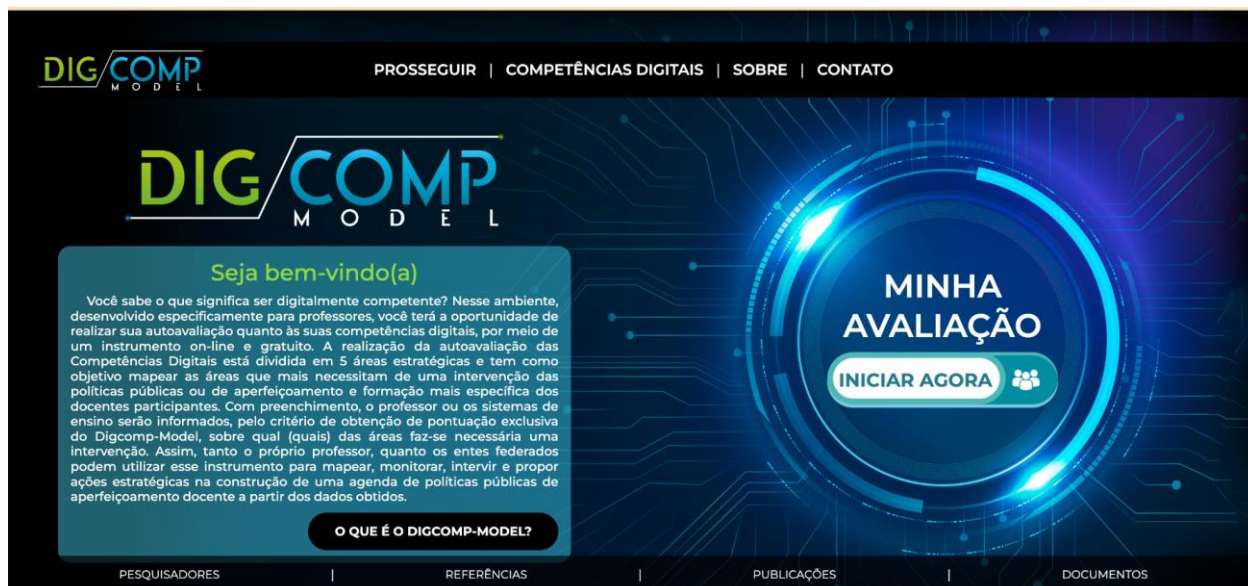 DIG/COMP
MODEL
PROSSEGUIR | COMPETÊNCIAS DIGITAIS | SOBRE | CONTATO
DIG/COMP
MODEL
Seja bem-vindo(a)
Você sabe o que significa ser digitalmente competente? Nesse ambiente,
desenvolvido especificamente para professores, você terá a oportunidade de
realizar sua autoavaliação quanto às suas competências digitais, por meio de
um instrumento on-line e gratuito. A realização da autoavaliação das
Competências Digitais está dividida em 5 áreas estratégicas e tem como
objetivo mapear as áreas que mais necessitam de uma intervenção das
políticas públicas ou de aperfeiçoamento e formação mais específica dos
docentes participantes. Com preenchimento, o professor ou os sistemas de
ensino serão informados, pelo critério de obtenção de pontuação exclusiva
do Digcomp-Model, sobre qual (quais) das áreas faz-se necessária uma
intervenção. Assim, tanto o próprio professor, quanto os entes federados
podem utilizar esse instrumento para mapear, monitorar, intervir e propor
ações estratégicas na construção de uma agenda de políticas públicas de
aperfeiçoamento docente a partir dos dados obtidos.
O QUE É O DIGCOMP-MODEL?
MINHA
AVALIAÇÃO
INICIAR AGORA
PESQUISADORES | REFERÊNCIAS | PUBLICAÇÕES | DOCUMENTOS